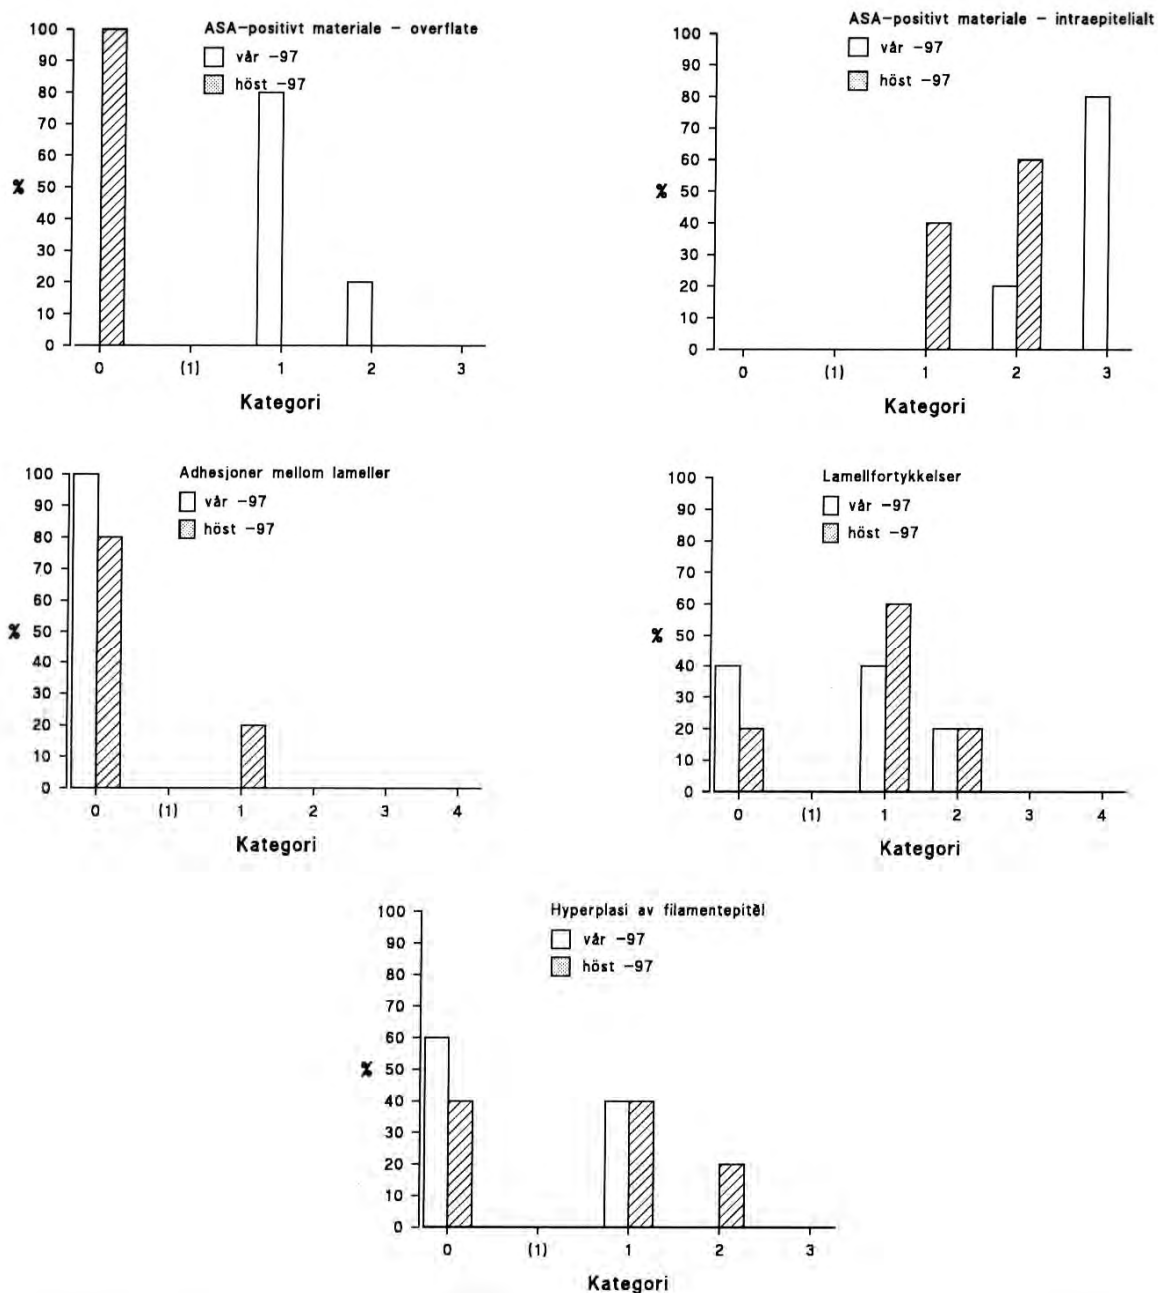 ASA-positivt materiale - overflate
vår -97
höst -97
100
90
80
70
60
50
40
30
20
10
0
%
0 (1) 1 2 3
Kategori
ASA-positivt materiale - intraepitelialt
vår -97
höst -97
100
90
80
70
60
50
40
30
20
10
0
%
0 (1) 1 2 3
Kategori
Adhesjoner mellom lameller
vår -97
höst -97
100
90
80
70
60
50
40
30
20
10
0
%
0 (1) 1 2 3 4
Kategori
Lamellfortykkelser
vår -97
höst -97
100
90
80
70
60
50
40
30
20
10
0
%
0 (1) 1 2 3 4
Kategori
Hyperplasi av filamentepitèl
vår -97
höst -97
100
90
80
70
60
50
40
30
20
10
0
%
0 (1) 1 2 3
Kategori